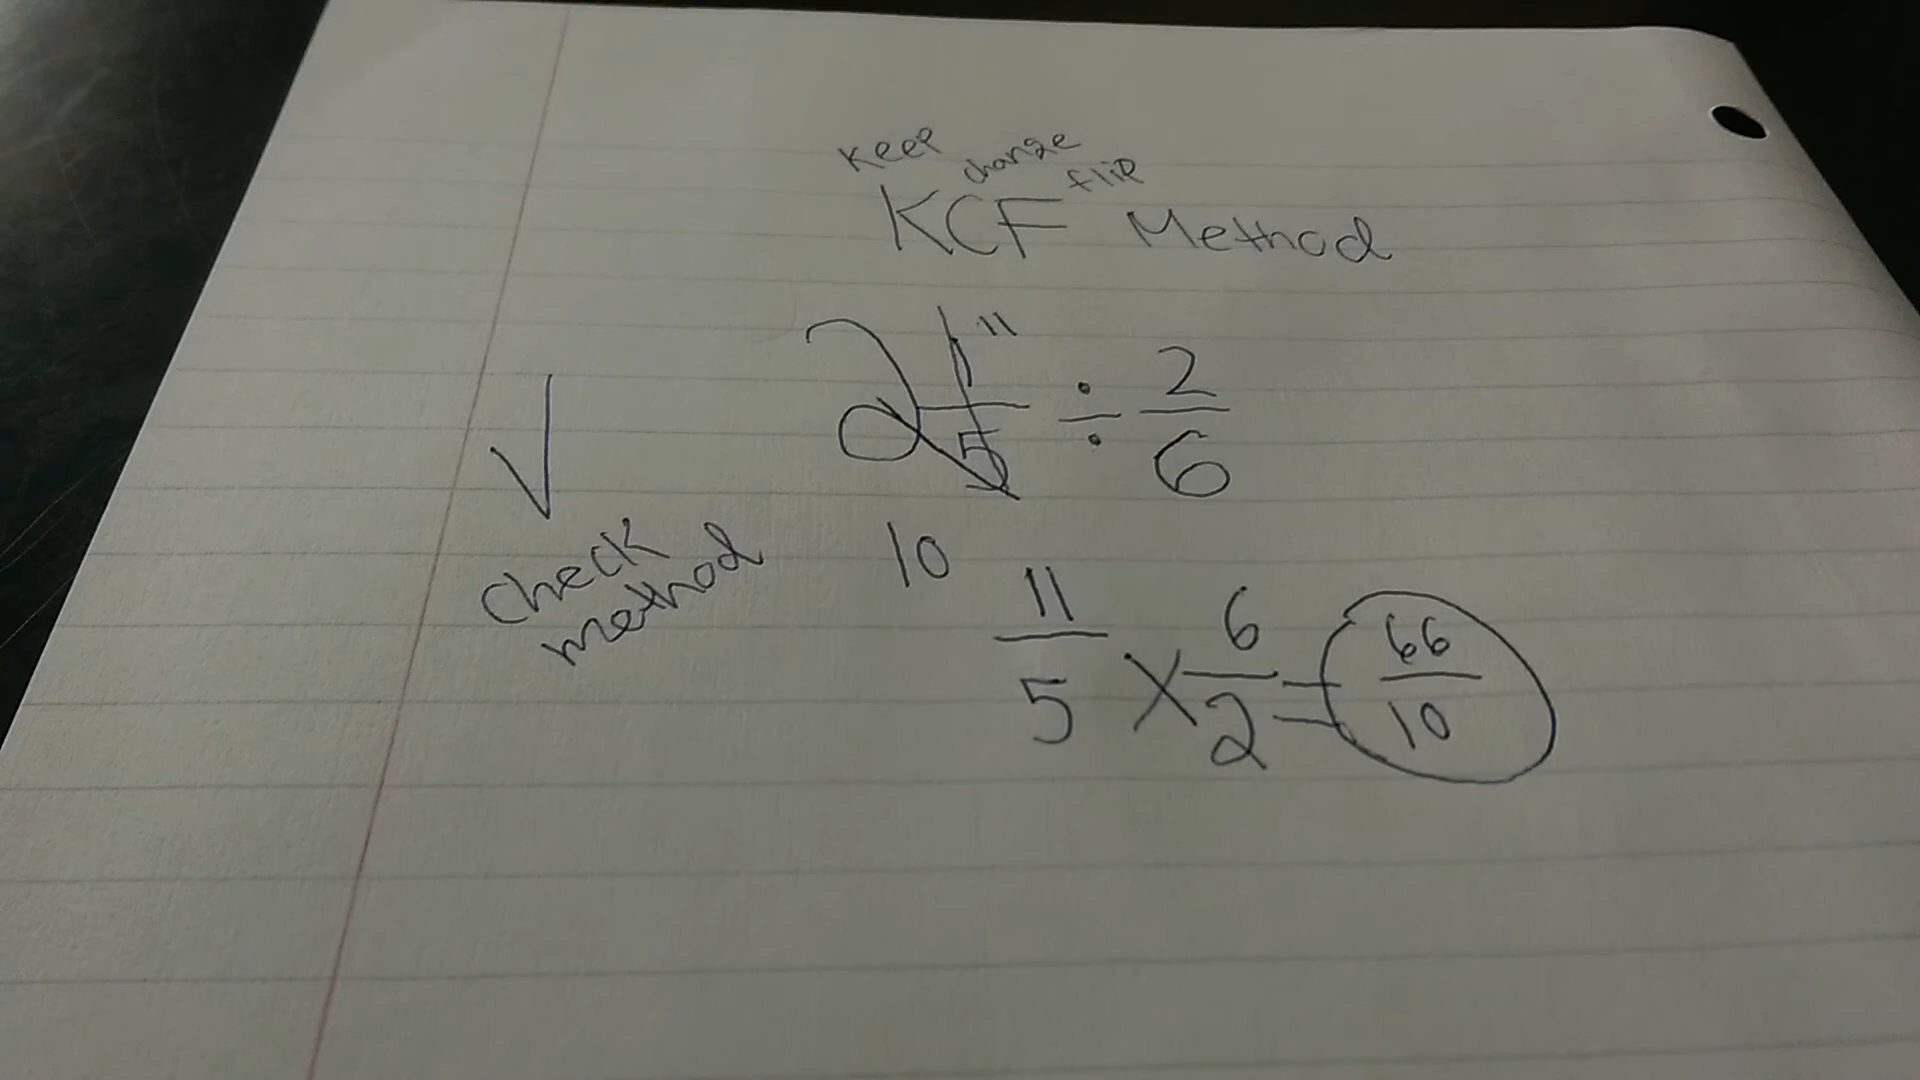 Keep change flip
KCF Method
2 1/5 11 ÷ 2/6
√
check
method
10
11/5 × 6/2 = 66/10